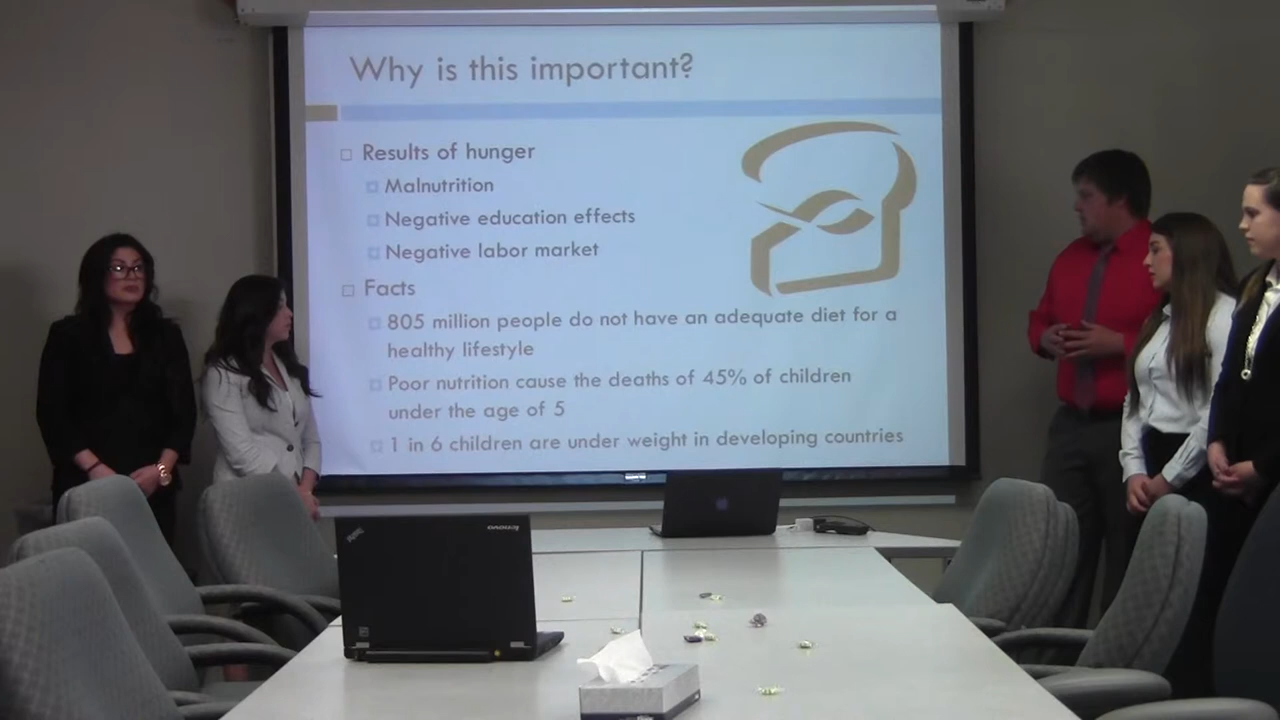 Why is this important?
Results of hunger
Malnutrition
Negative education effects
Negative labor market
Facts
805 million people do not have an adequate diet for a
healthy lifestyle
Poor nutrition cause the deaths of 45% of children
under the age of 5
1 in 6 children are under weight in developing countries
lenovo
ThinkPad